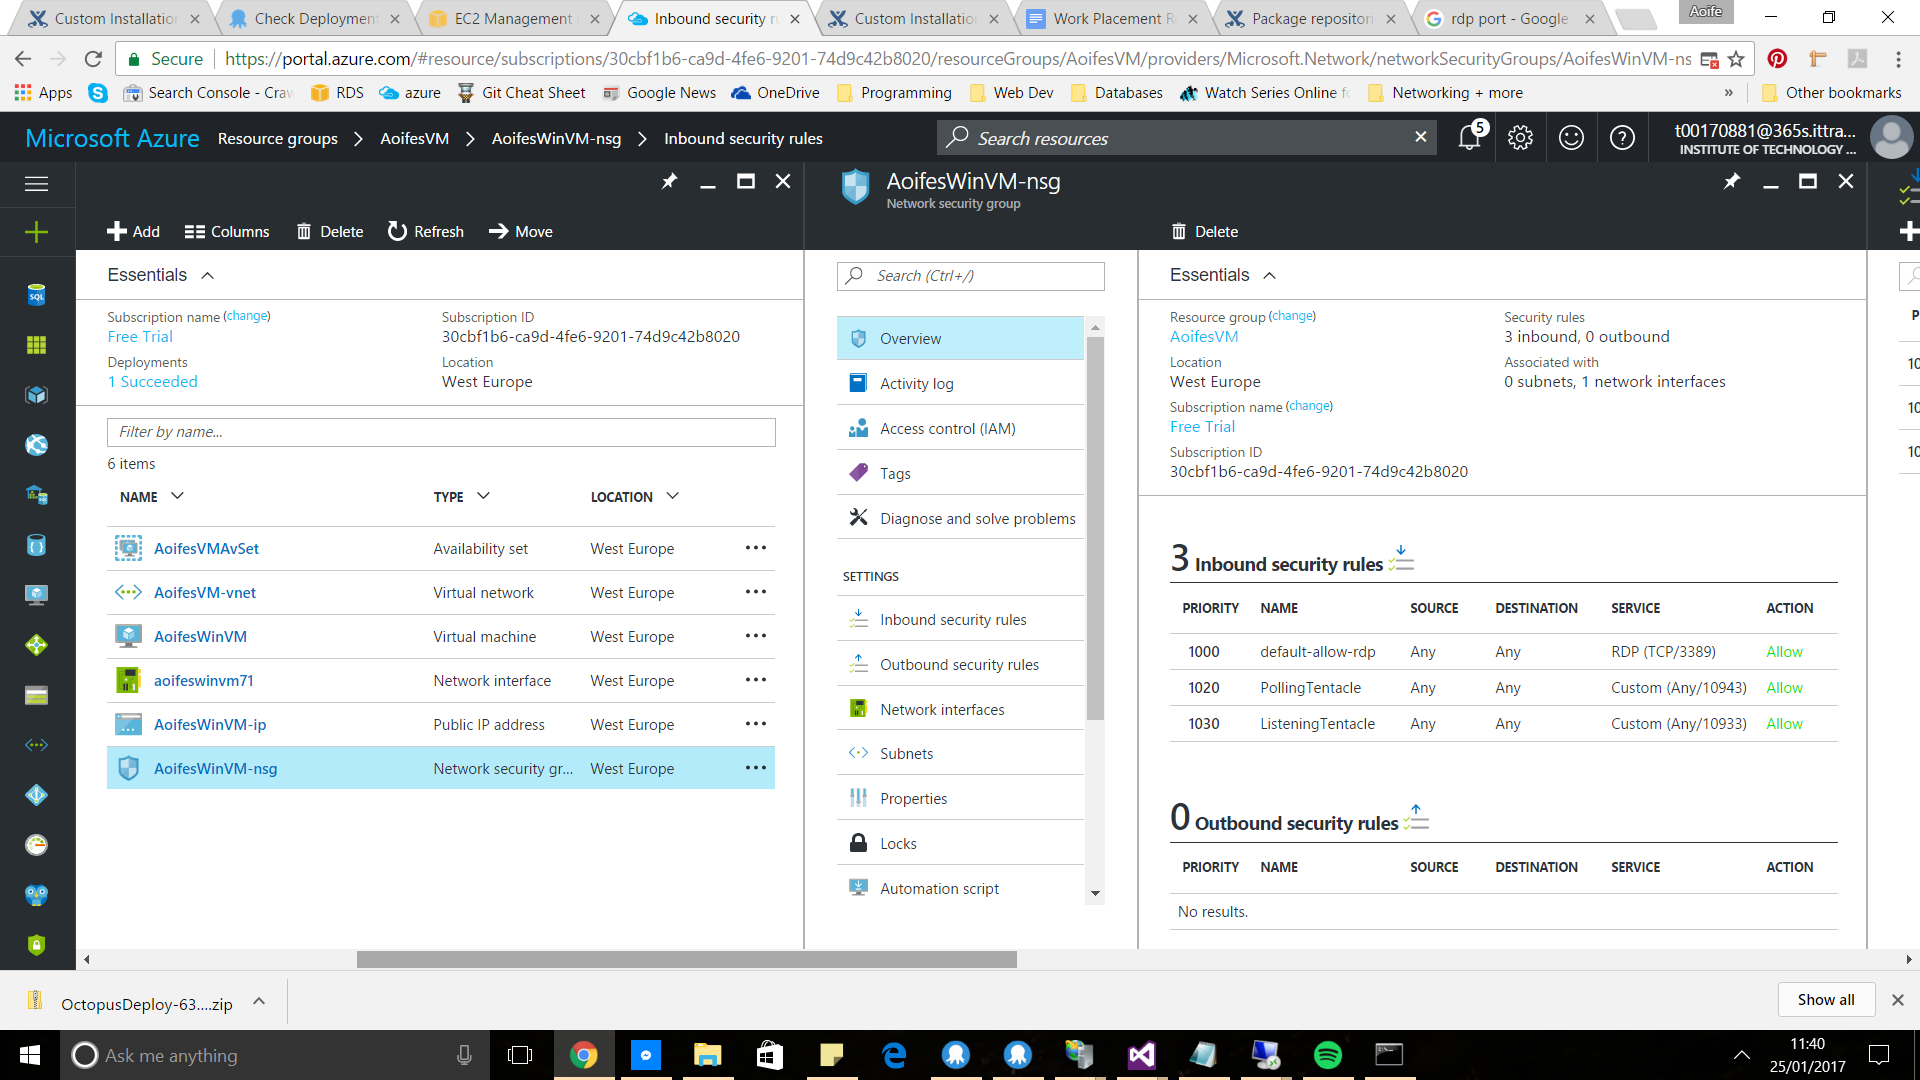 Custom Installation
Check Deployment
EC2 Management
Inbound security ru
Custom Installation
Work Placement R
Package repositori
rdp port - Google
Aoife
Secure
https://portal.azure.com/#resource/subscriptions/30cbf1b6-ca9d-4fe6-9201-74d9c42b8020/resourceGroups/AoifesVM/providers/Microsoft.Network/networkSecurityGroups/AoifesWinVM-ns
Apps
Search Console - Craw
RDS
azure
Git Cheat Sheet
Google News
OneDrive
Programming
Web Dev
Databases
Watch Series Online fo
Networking + more
»
Other bookmarks
Microsoft Azure
Resource groups
AoifesVM
AoifesWinVM-nsg
Inbound security rules
Search resources
5
t00170881@365s.ittra...
INSTITUTE OF TECHNOLOGY ...
Add
Columns
Delete
Refresh
Move
Essentials
Subscription name (change)
Free Trial
Deployments
1 Succeeded
Subscription ID
30cbf1b6-ca9d-4fe6-9201-74d9c42b8020
Location
West Europe
Filter by name...
6 items
NAME TYPE LOCATION
AoifesVMAvSet Availability set West Europe
AoifesVM-vnet Virtual network West Europe
AoifesWinVM Virtual machine West Europe
aoifeswinvm71 Network interface West Europe
AoifesWinVM-ip Public IP address West Europe
AoifesWinVM-nsg Network security gr... West Europe
AoifesWinVM-nsg
Network security group
Delete
Search (Ctrl+/)
Overview
Activity log
Access control (IAM)
Tags
Diagnose and solve problems
SETTINGS
Inbound security rules
Outbound security rules
Network interfaces
Subnets
Properties
Locks
Automation script
Essentials
Resource group (change)
AoifesVM
Location
West Europe
Subscription name (change)
Free Trial
Subscription ID
30cbf1b6-ca9d-4fe6-9201-74d9c42b8020
Security rules
3 inbound, 0 outbound
Associated with
0 subnets, 1 network interfaces
3 Inbound security rules
PRIORITY NAME SOURCE DESTINATION SERVICE ACTION
1000 default-allow-rdp Any Any RDP (TCP/3389) Allow
1020 PollingTentacle Any Any Custom (Any/10943) Allow
1030 ListeningTentacle Any Any Custom (Any/10933) Allow
0 Outbound security rules
PRIORITY NAME SOURCE DESTINATION SERVICE ACTION
No results.
P
10
10
10
SQL
OctopusDeploy-63....zip
Show all
Ask me anything
11:40
25/01/2017